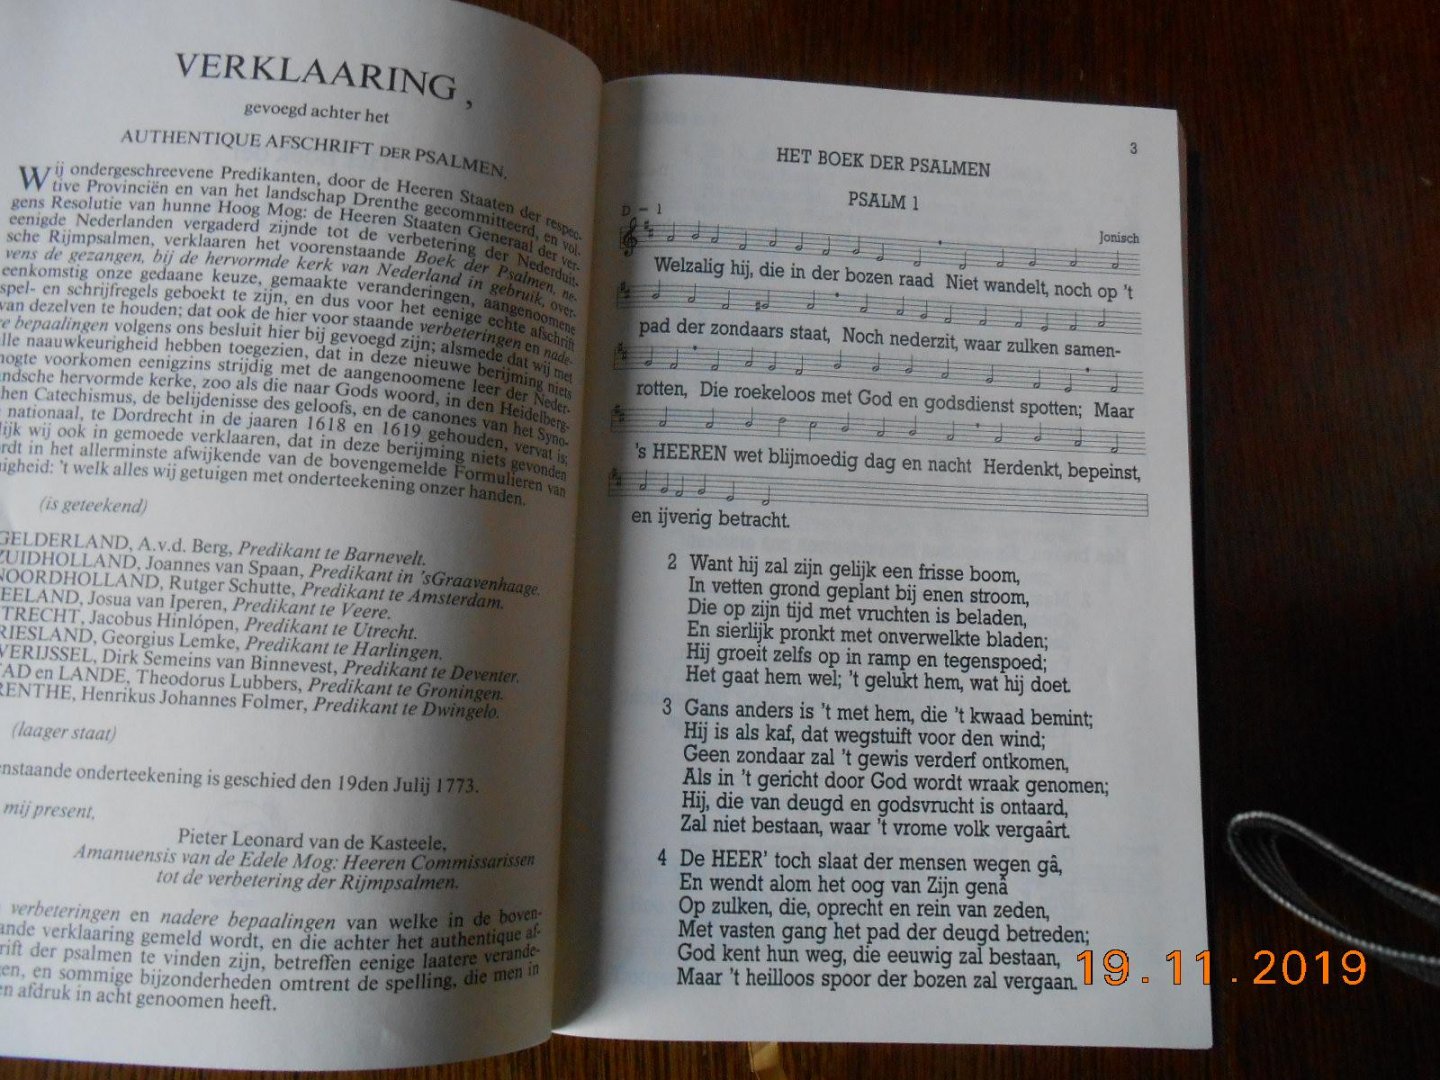 VERKLAARING,
gevoegd achter het
AUTHENTIQUE AFSCHRIFT DER PSALMEN.
Wij ondergeschreevene Predikanten, door de Heeren Staaten der respec-
tive Provinciën en van het landschap Drenthe gecommitteerd, en vol-
gens Resolutie van hunne Hoog Mog: de Heeren Staaten Generaal der ver-
eenigde Nederlanden vergaderd zijnde tot de verbetering der Nederduit-
sche Rijmpsalmen, verklaaren het voorenstaande Boek der Psalmen, ne-
vens de gezangen, bij de hervormde kerk van Nederland in gebruik, over-
eenkomstig onze gedaane keuze, gemaakte veranderingen, aangenoomene
spel- en schrijfregels geboekt te zijn, en dus voor het eenige echte afschrift
van dezelven te houden; dat ook de hier voor staande verbeteringen en nade-
re bepaalingen volgens ons besluit hier bij gevoegd zijn; alsmede dat wij met
lle naauwkeurigheid hebben toegezien, dat in deze nieuwe berijming niets
nogte voorkomen eenigzins strijdig met de aangenoomene leer der Neder-
andsche hervormde kerke, zoo als die naar Gods woord, in den Heidelberg-
chen Catechismus, de belijdenisse des geloofs, en de canones van het Syno-
nationaal, te Dordrecht in de jaaren 1618 en 1619 gehouden, vervat is;
lijk wij ook in gemoede verklaaren, dat in deze berijming niets gevonden
rdt in het allerminste afwijkende van de bovengemelde Formulieren van
nigheid: 't welk alles wij getuigen met onderteekening onzer handen.
(is geteekend)
GELDERLAND, A.v.d. Berg, Predikant te Barnevelt.
ZUIDHOLLAND, Joannes van Spaan, Predikant in 'sGraavenhaage.
NOORDHOLLAND, Rutger Schutte, Predikant te Amsterdam.
EELAND, Josua van Iperen, Predikant te Veere.
TRECHT, Jacobus Hinlópen, Predikant te Utrecht.
RIESLAND, Georgius Lemke, Predikant te Harlingen.
VERIJSSEL, Dirk Semeins van Binnevest, Predikant te Deventer.
AD en LANDE, Theodorus Lubbers, Predikant te Groningen.
RENTHE, Henrikus Johannes Folmer, Predikant te Dwingelo.
(laager staat)
enstaande onderteekening is geschied den 19den Julij 1773.
mij present,
Pieter Leonard van de Kasteele,
Amanuensis van de Edele Mog: Heeren Commissarissen
tot de verbetering der Rijmpsalmen.
verbeteringen en nadere bepaalingen van welke in de boven-
aande verklaaring gemeld wordt, en die achter het authentique af-
rift der psalmen te vinden zijn, betreffen eenige laatere verande-
en, en sommige bijzonderheden omtrent de spelling, die men in
n afdruk in acht genoomen heeft.
3
HET BOEK DER PSALMEN
PSALM 1
D – 1
Jonisch
Welzalig hij, die in der bozen raad Niet wandelt, noch op 't
pad der zondaars staat, Noch nederzit, waar zulken samen-
rotten, Die roekeloos met God en godsdienst spotten; Maar
's HEEREN wet blijmoedig dag en nacht Herdenkt, bepeinst,
en ijverig betracht.
2 Want hij zal zijn gelijk een frisse boom,
In vetten grond geplant bij enen stroom,
Die op zijn tijd met vruchten is beladen,
En sierlijk pronkt met onverwelkte bladen;
Hij groeit zelfs op in ramp en tegenspoed;
Het gaat hem wel; 't gelukt hem, wat hij doet.
3 Gans anders is 't met hem, die 't kwaad bemint;
Hij is als kaf, dat wegstuift voor den wind;
Geen zondaar zal 't gewis verderf ontkomen,
Als in 't gericht door God wordt wraak genomen;
Hij, die van deugd en godsvrucht is ontaard,
Zal niet bestaan, waar 't vrome volk vergaârt.
4 De HEER' toch slaat der mensen wegen gâ,
En wendt alom het oog van Zijn genâ
Op zulken, die, oprecht en rein van zeden,
Met vasten gang het pad der deugd betreden;
God kent hun weg, die eeuwig zal bestaan,
Maar 't heilloos spoor der bozen zal vergaan.
19.11.2019